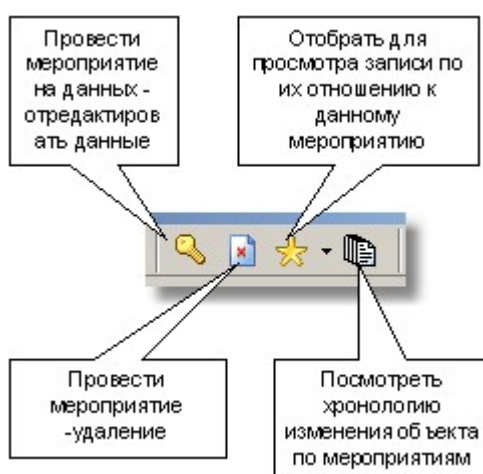 Провести
мероприятие
на данных -
отредактиров
ать данные
Отобрать для
просмотра записи по
их отношению к
данному
мероприятию
Провести
мероприятие
-удаление
Посмотреть
хронологию
изменения объекта
по мероприятиям